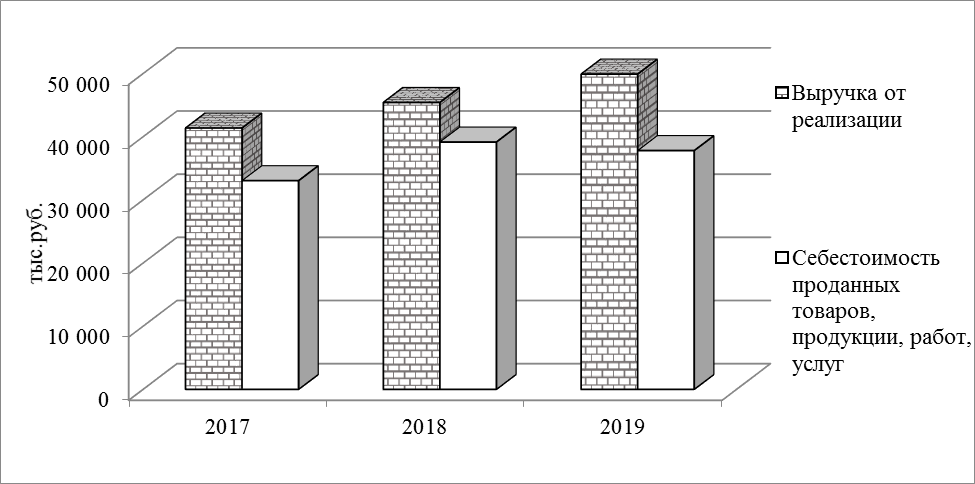 50 000
40 000
30 000
20 000
10 000
0
тыс.руб.
2017
2018
2019
Выручка от
реализации
Себестоимость
проданных
товаров,
продукции, работ,
услуг